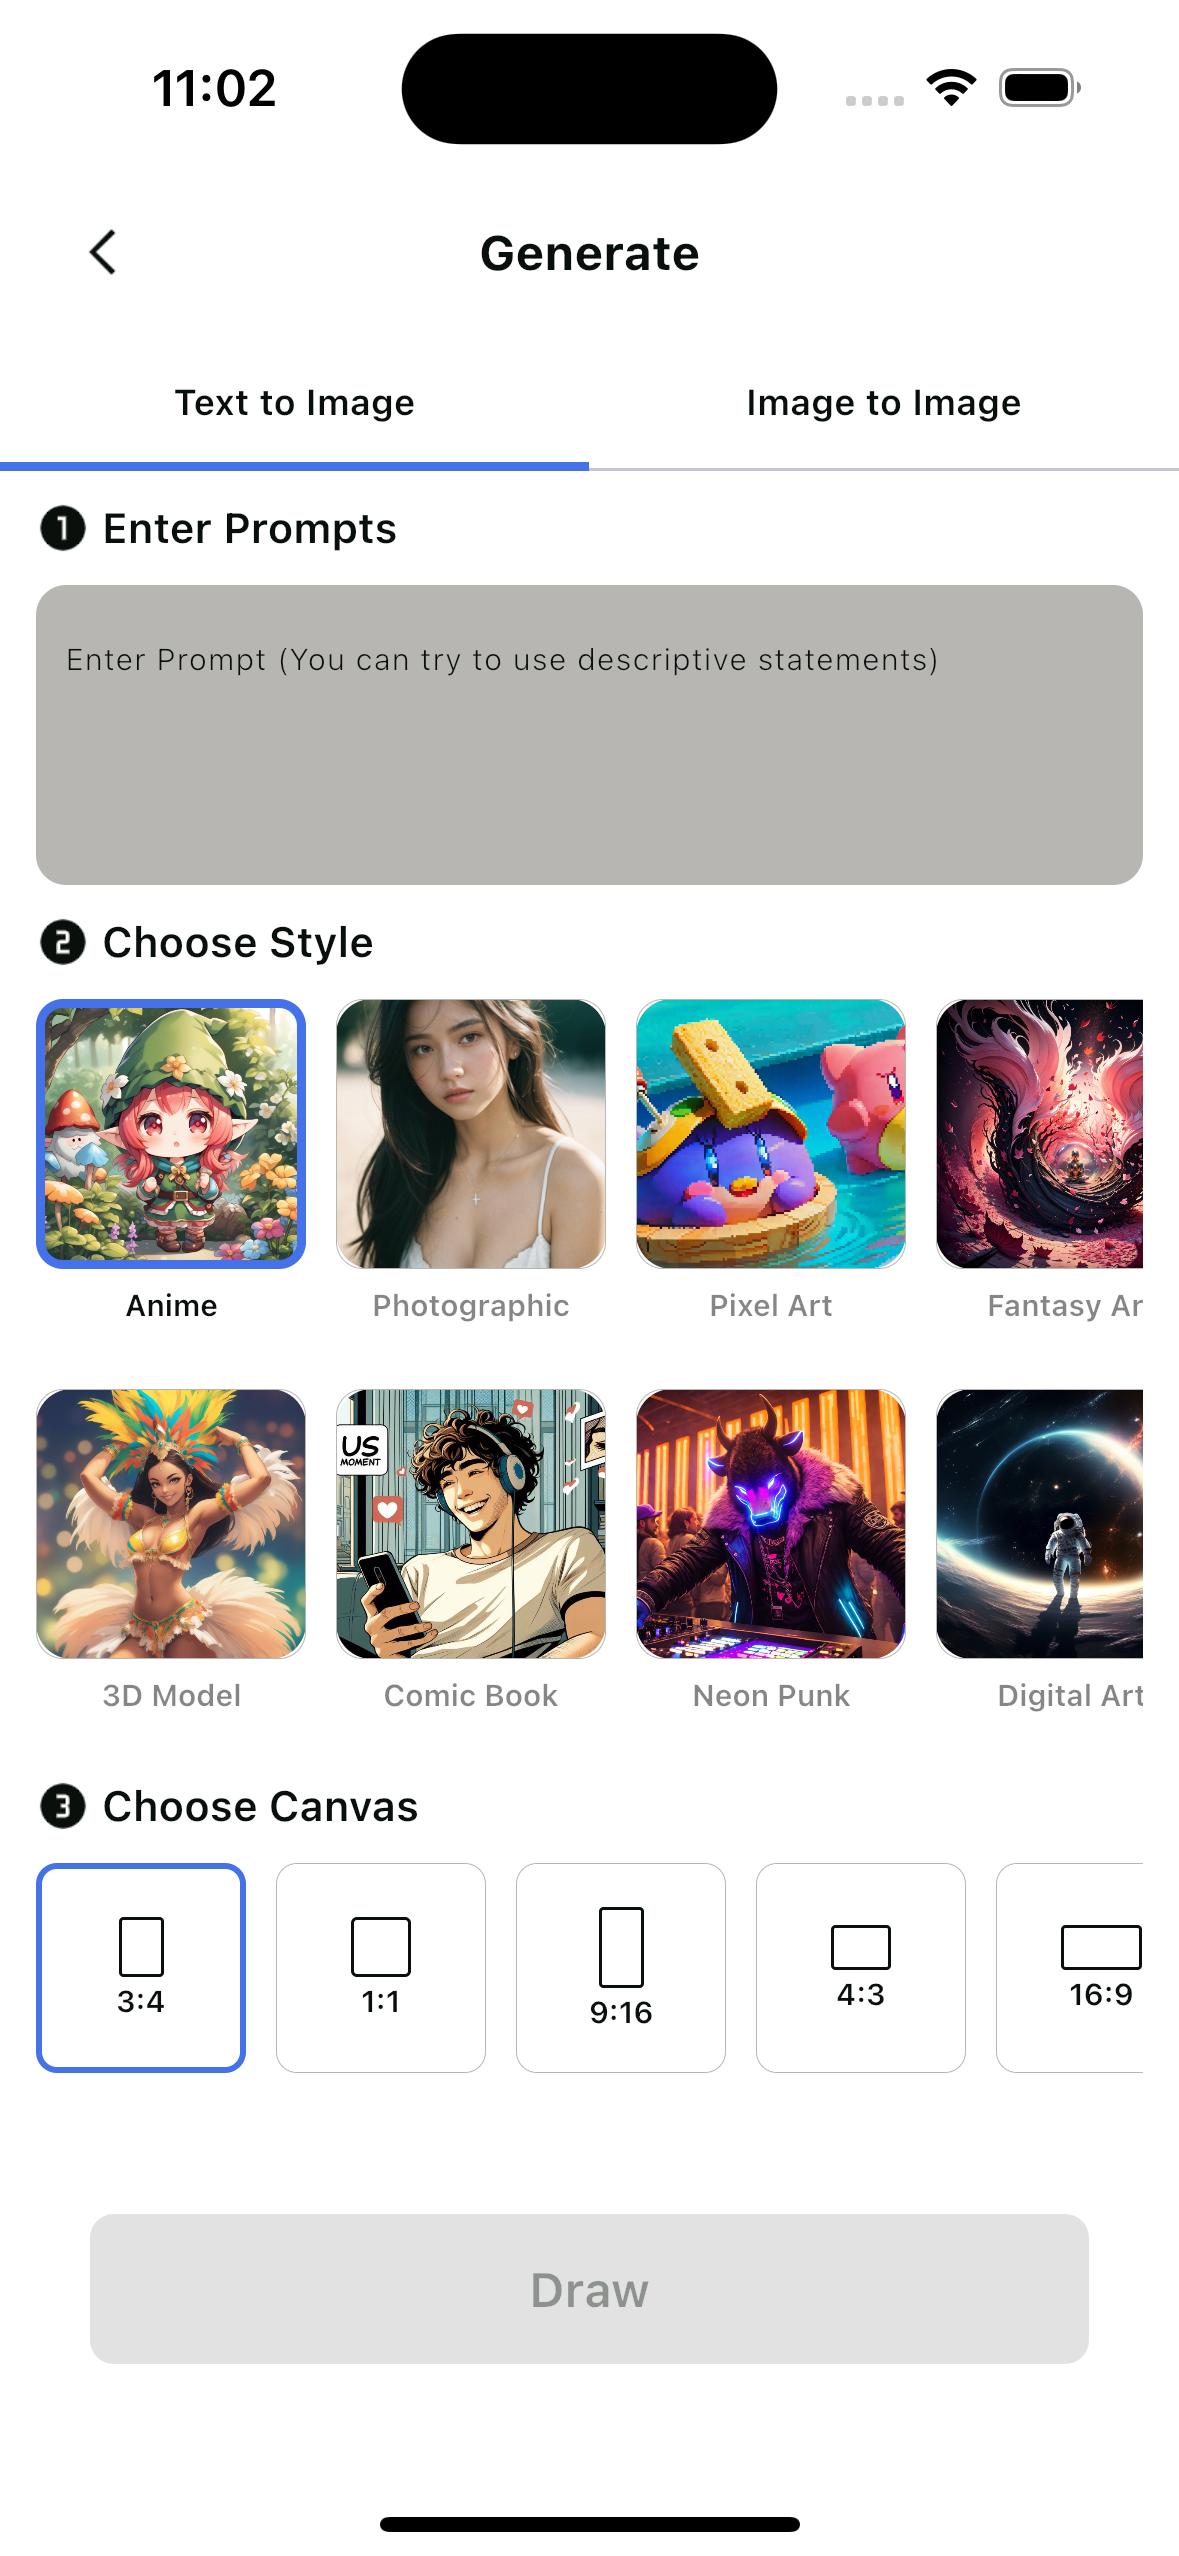 11:02
Generate
Text to Image Image to Image
1 Enter Prompts
Enter Prompt (You can try to use descriptive statements)
2 Choose Style
Anime Photographic Pixel Art Fantasy Ar
US
MOMENT
3D Model Comic Book Neon Punk Digital Art
3 Choose Canvas
3:4 1:1 9:16 4:3 16:9
Draw